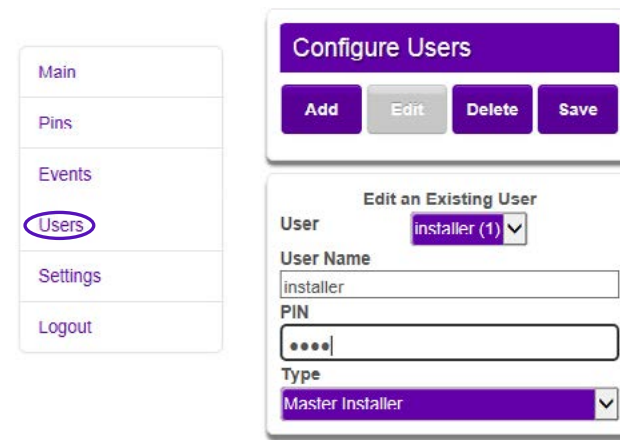 Main
Pins
Events
Users
Settings
Logout
Configure Users
Add Edit Delete Save
Edit an Existing User
User installer (1)
User Name
installer
PIN
••••
Type
Master Installer